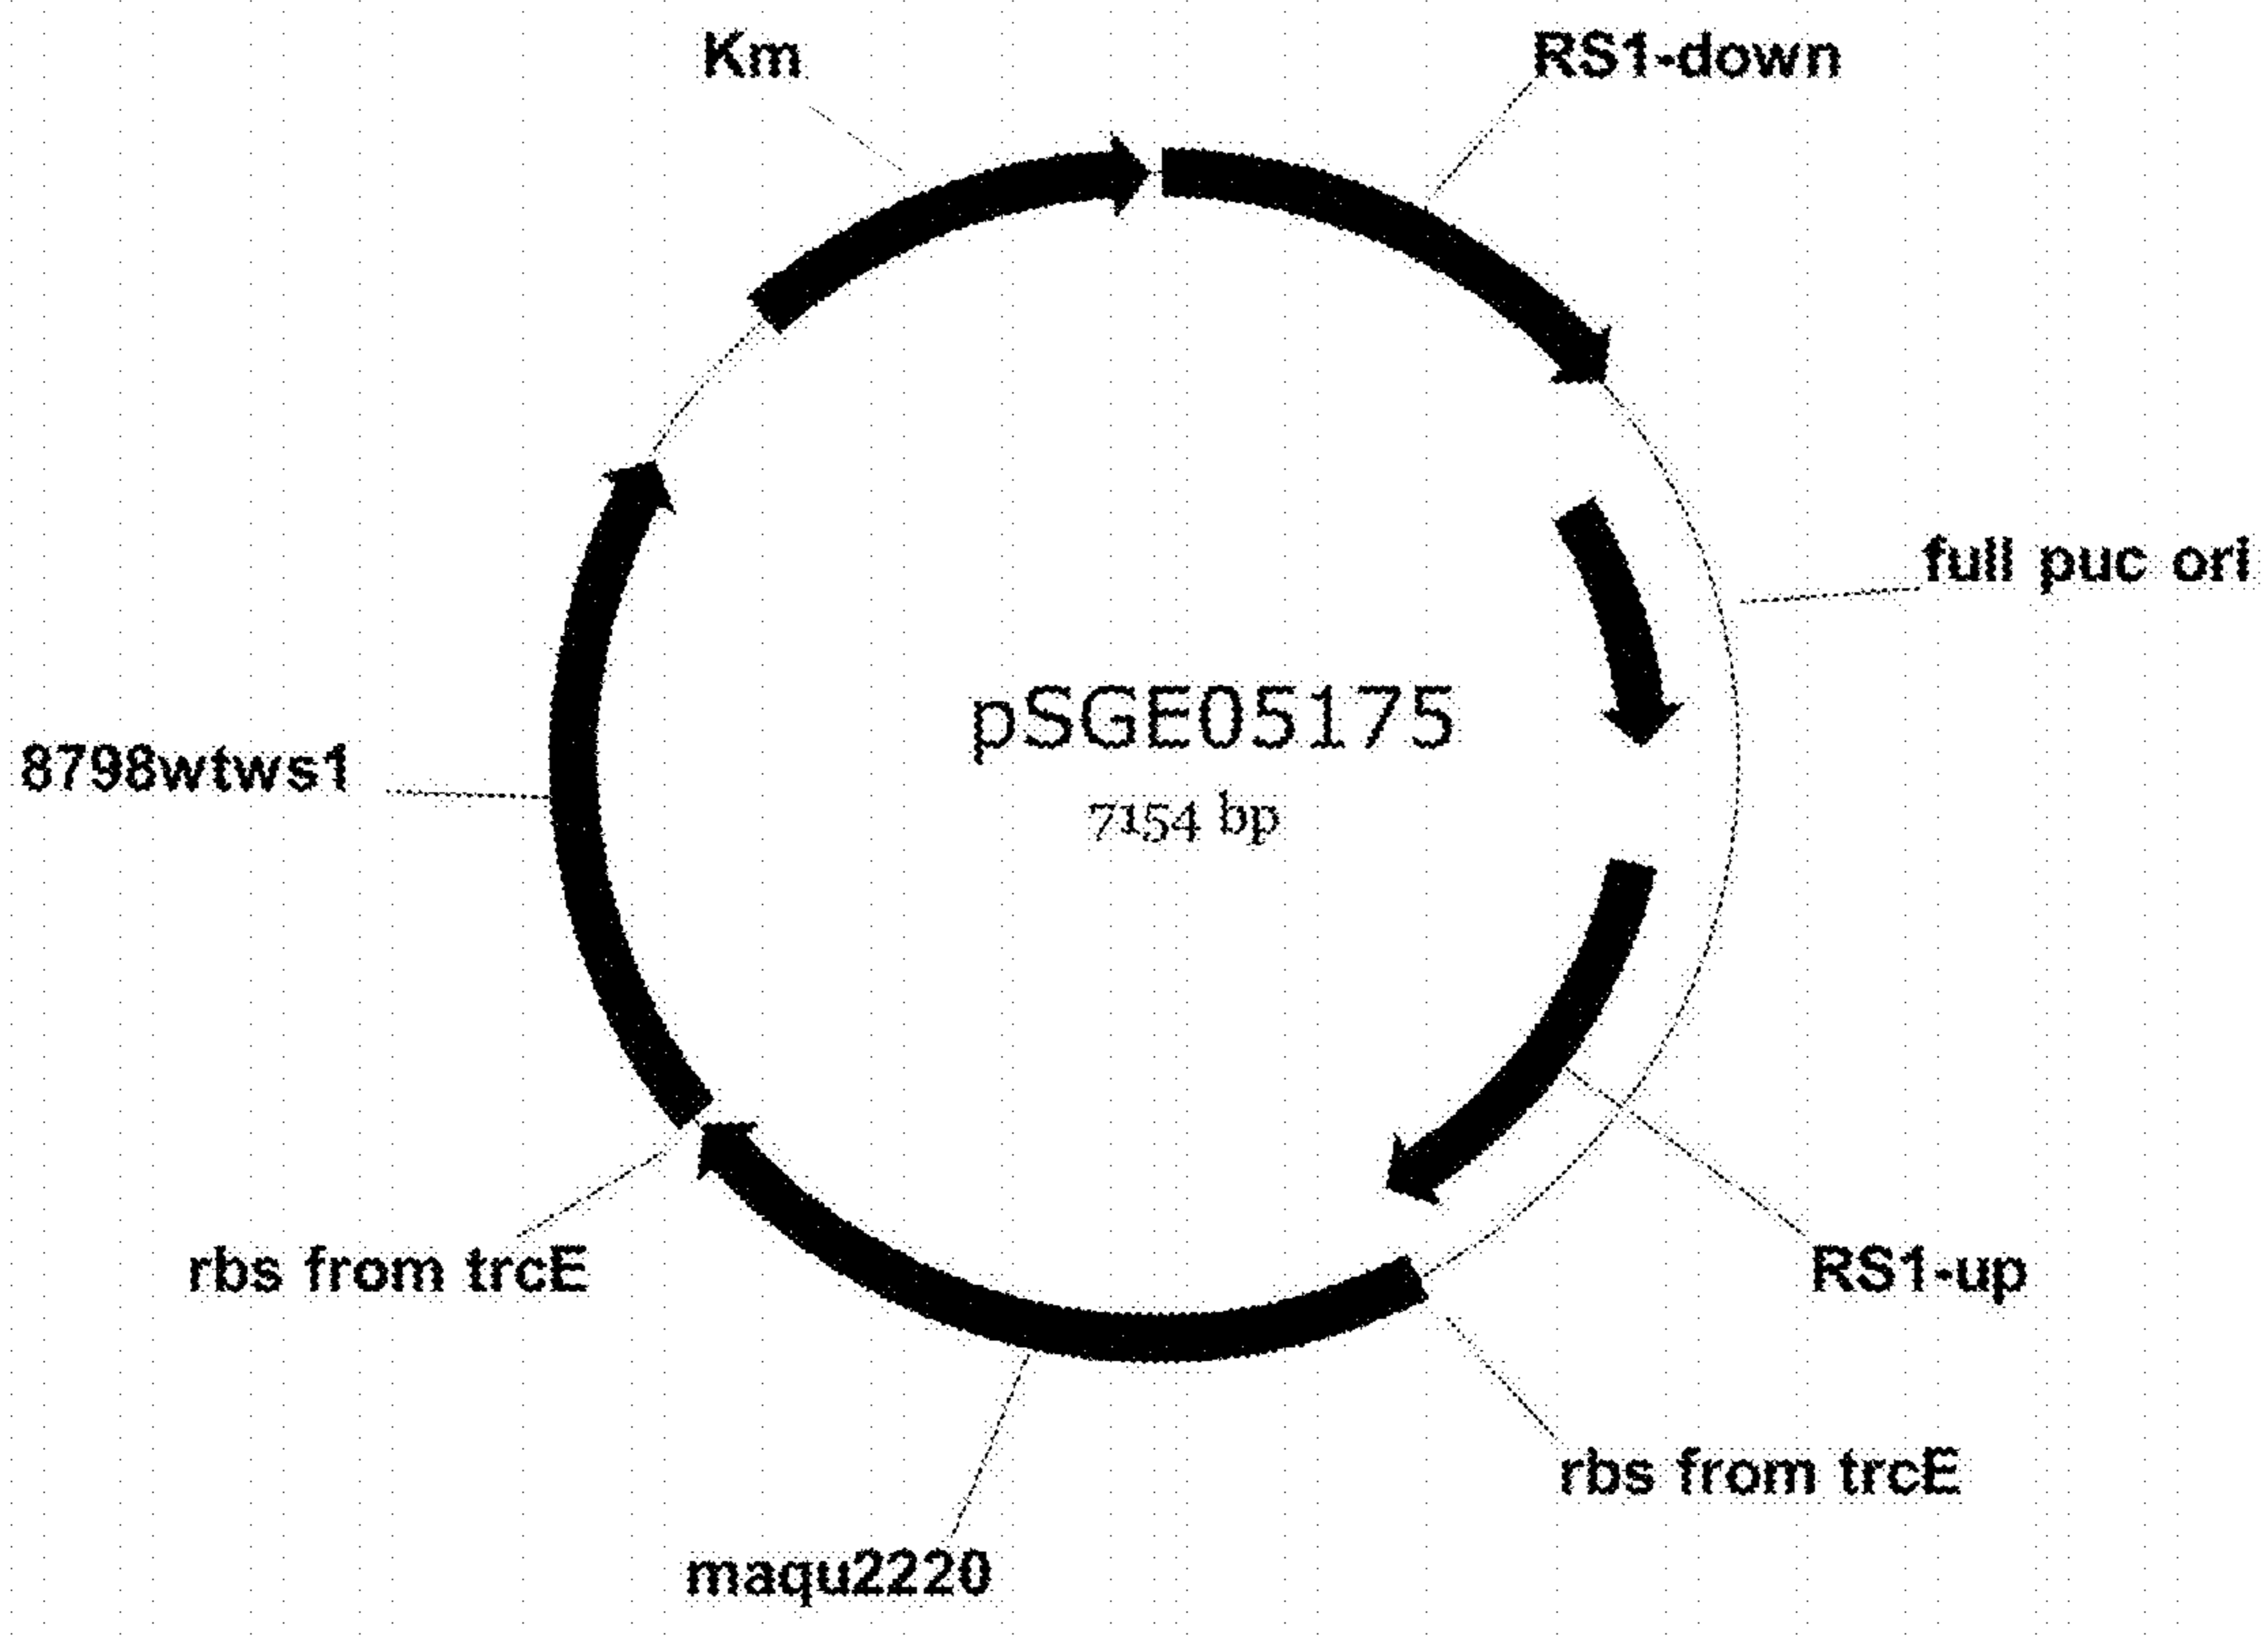 Km
RS1-down
full puc ori
pSGE05175
7154 bp
8798wtws1
rbs from trcE
RS1-up
rbs from trcE
maqu2220